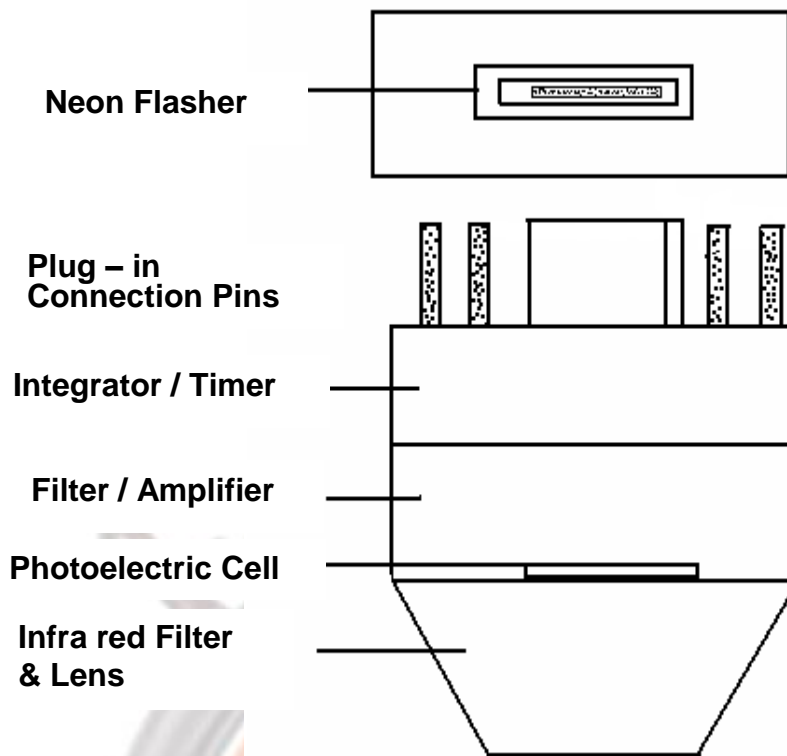 Neon Flasher
Plug – in
Connection Pins
Integrator / Timer
Filter / Amplifier
Photoelectric Cell
Infra red Filter
& Lens